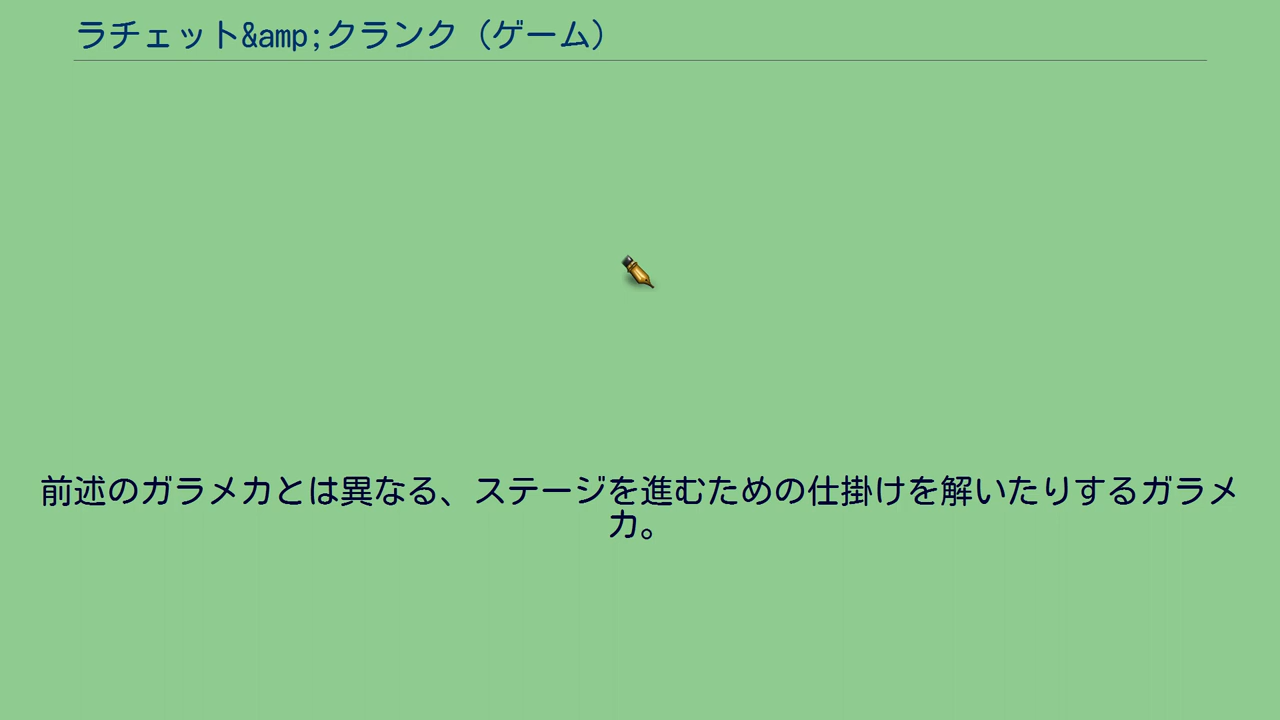 ラチェット&amp;クランク（ゲーム）
前述のガラメカとは異なる、ステージを進むための仕掛けを解いたりするガラメ
カ。